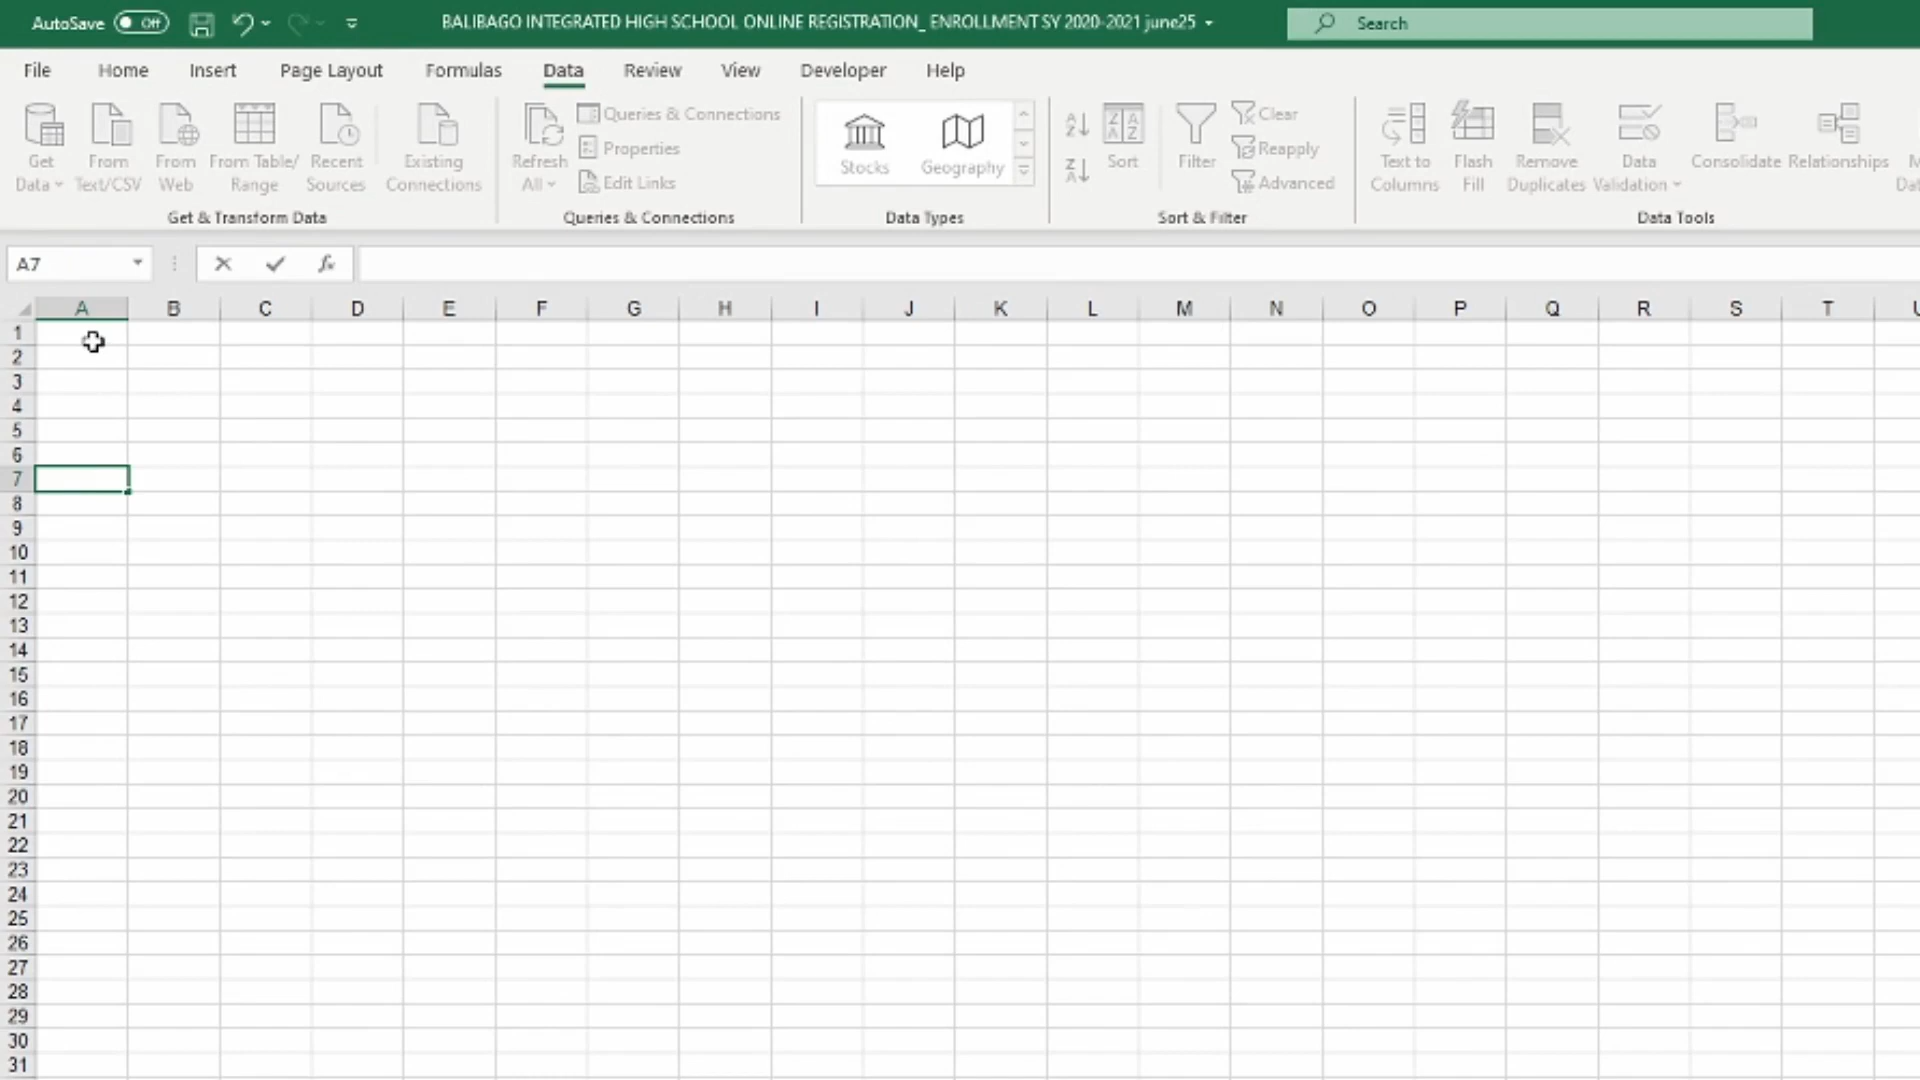 AutoSave Off BALIBAGO INTEGRATED HIGH SCHOOL ONLINE REGISTRATION_ ENROLLMENT SY 2020-2021 june25 Search
File Home Insert Page Layout Formulas Data Review View Developer Help
Get Data
From Text/CSV
From Web
From Table/ Range
Recent Sources
Existing Connections
Get & Transform Data
Refresh All
Queries & Connections
Properties
Edit Links
Queries & Connections
Stocks
Geography
Data Types
Sort
Filter
Clear
Reapply
Advanced
Sort & Filter
Text to Columns
Flash Fill
Remove Duplicates
Data Validation
Consolidate
Relationships
Data Tools
A7 fx
A B C D E F G H I J K L M N O P Q R S T
1
2
3
4
5
6
7
8
9
10
11
12
13
14
15
16
17
18
19
20
21
22
23
24
25
26
27
28
29
30
31